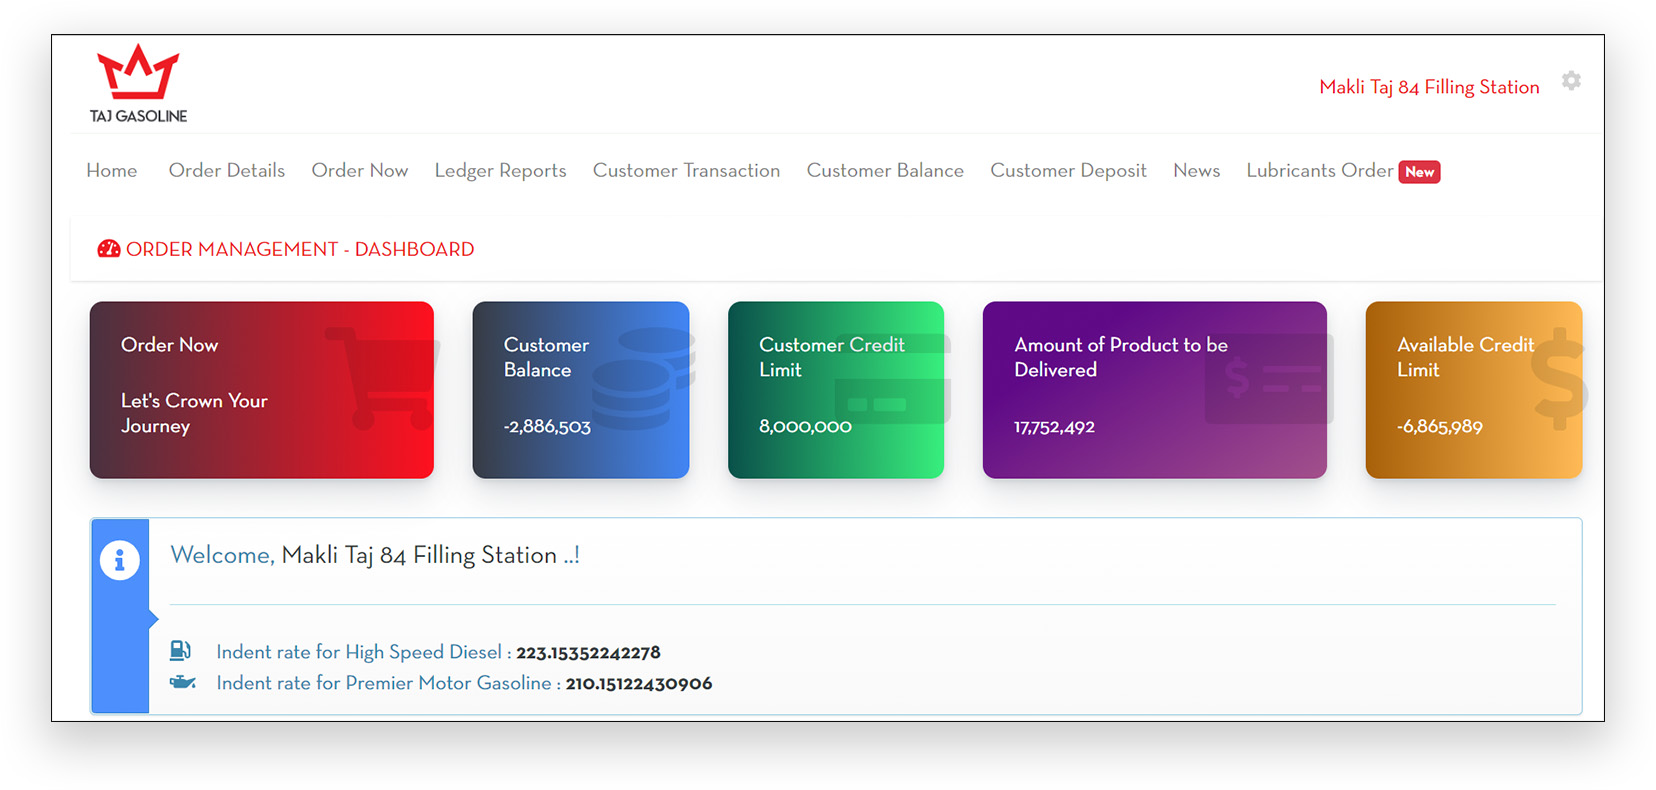 TAJ GASOLINE
Makli Taj 84 Filling Station
Home Order Details Order Now Ledger Reports Customer Transaction Customer Balance Customer Deposit News Lubricants Order New
ORDER MANAGEMENT - DASHBOARD
Order Now
Let's Crown Your
Journey
Customer
Balance
-2,886,503
Customer Credit
Limit
8,000,000
Amount of Product to be
Delivered
17,752,492
Available Credit
Limit
-6,865,989
Welcome, Makli Taj 84 Filling Station ..!
Indent rate for High Speed Diesel : 223.15352242278
Indent rate for Premier Motor Gasoline : 210.15122430906